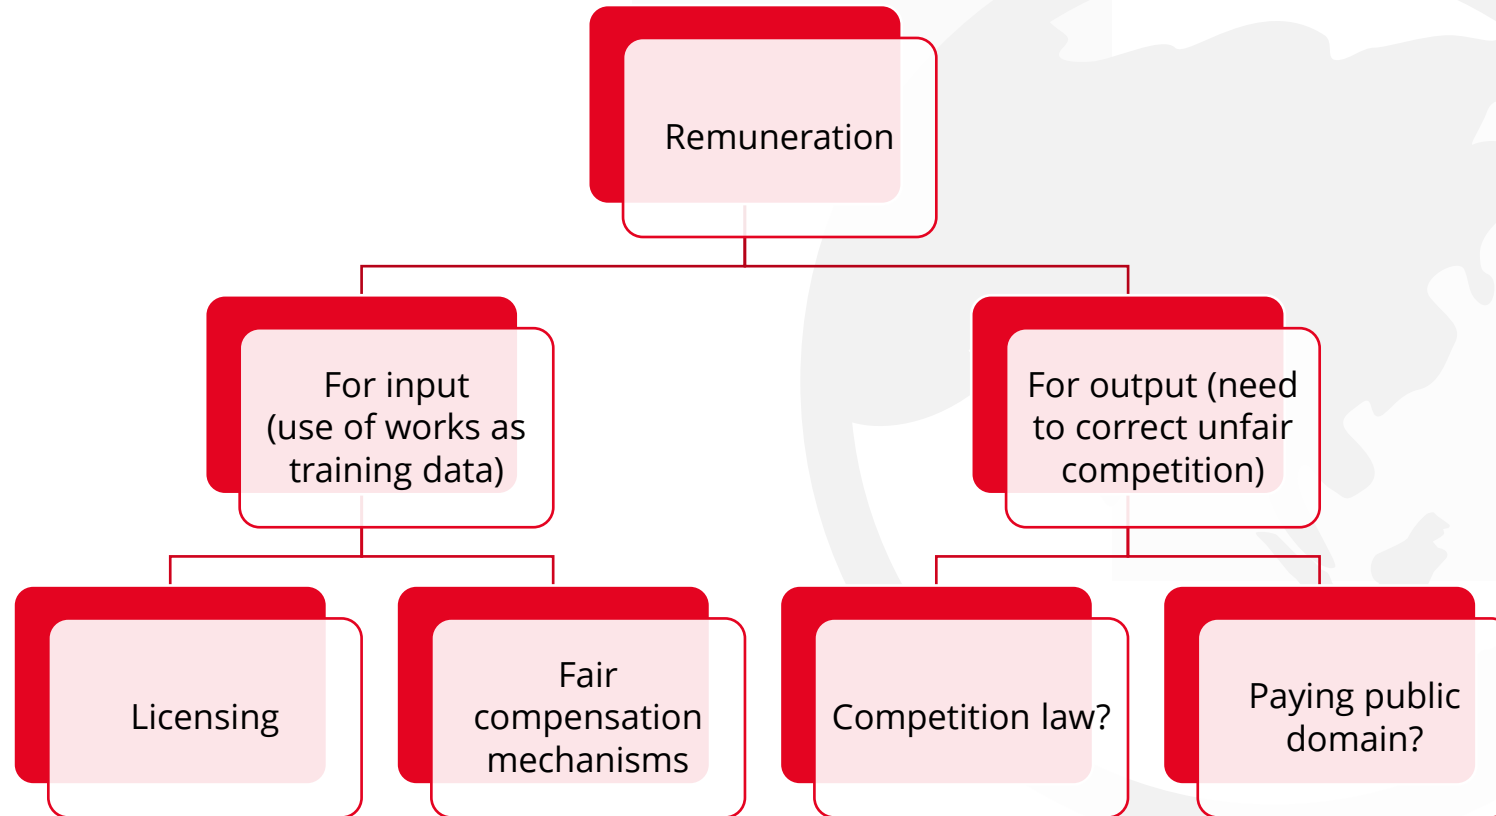 Remuneration
For input
(use of works as
training data)
For output (need
to correct unfair
competition)
Licensing
Fair
compensation
mechanisms
Competition law?
Paying public
domain?